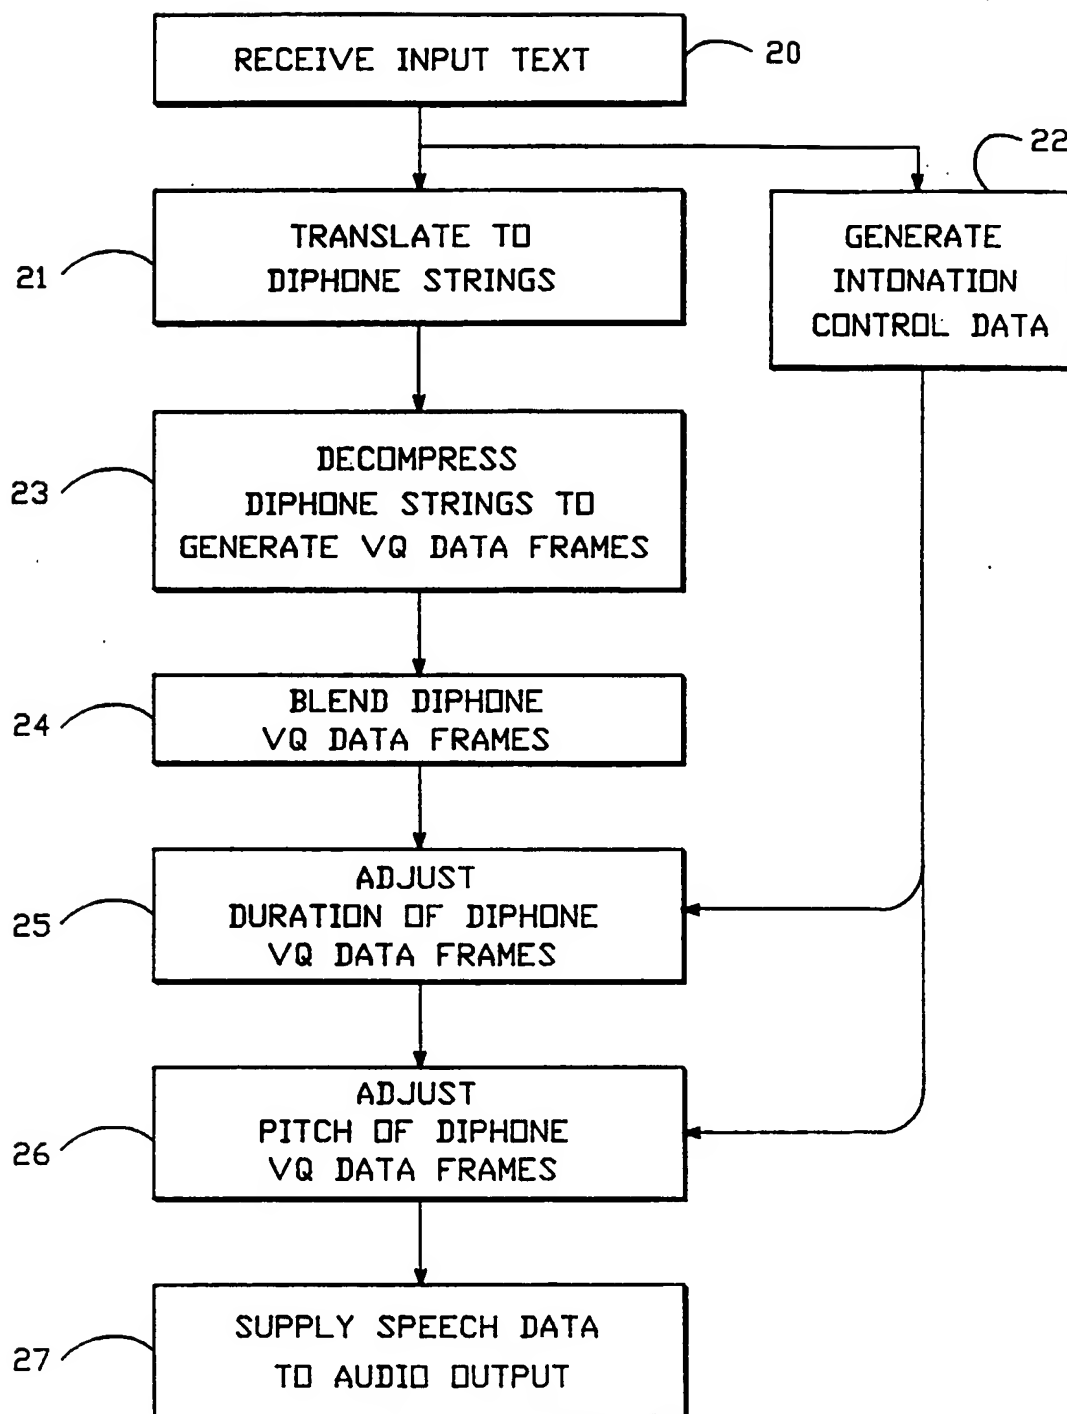 RECEIVE INPUT TEXT
20
22
TRANSLATE TO
DIPHONE STRINGS
21
GENERATE
INTONATION
CONTROL DATA
DECOMPRESS
DIPHONE STRINGS TO
GENERATE VQ DATA FRAMES
23
BLEND DIPHONE
VQ DATA FRAMES
24
ADJUST
DURATION OF DIPHONE
VQ DATA FRAMES
25
ADJUST
PITCH OF DIPHONE
VQ DATA FRAMES
26
SUPPLY SPEECH DATA
TO AUDIO OUTPUT
27